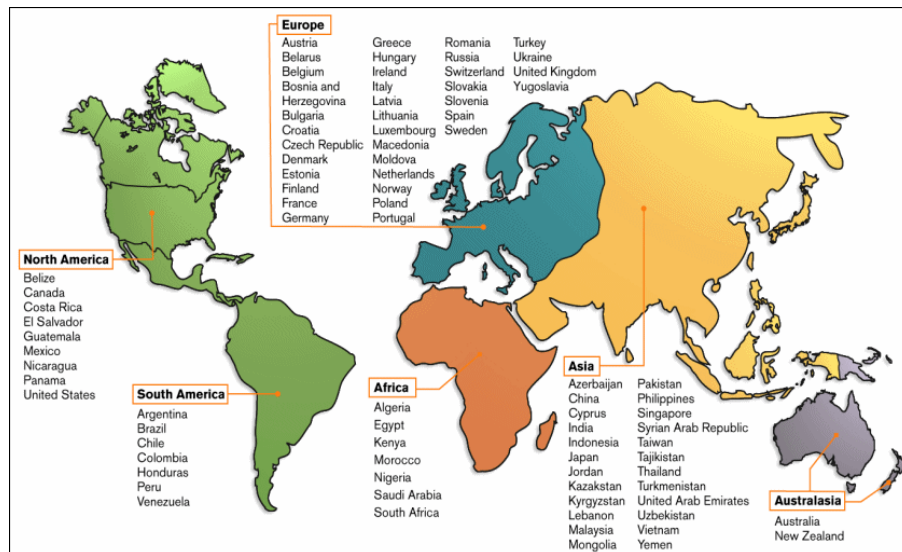 Europe
Austria
Belarus
Belgium
Bosnia and
Herzegovina
Bulgaria
Croatia
Czech Republic
Denmark
Estonia
Finland
France
Germany
Greece
Hungary
Ireland
Italy
Latvia
Lithuania
Luxembourg
Macedonia
Moldova
Netherlands
Norway
Poland
Portugal
Romania
Russia
Switzerland
Slovakia
Slovenia
Spain
Sweden
Turkey
Ukraine
United Kingdom
Yugoslavia
North America
Belize
Canada
Costa Rica
El Salvador
Guatemala
Mexico
Nicaragua
Panama
United States
South America
Argentina
Brazil
Chile
Colombia
Honduras
Peru
Venezuela
Africa
Algeria
Egypt
Kenya
Morocco
Nigeria
Saudi Arabia
South Africa
Asia
Azerbaijan
China
Cyprus
India
Indonesia
Japan
Jordan
Kazakstan
Kyrgyzstan
Lebanon
Malaysia
Mongolia
Pakistan
Philippines
Singapore
Syrian Arab Republic
Taiwan
Tajikistan
Thailand
Turkmenistan
United Arab Emirates
Uzbekistan
Vietnam
Yemen
Australasia
Australia
New Zealand